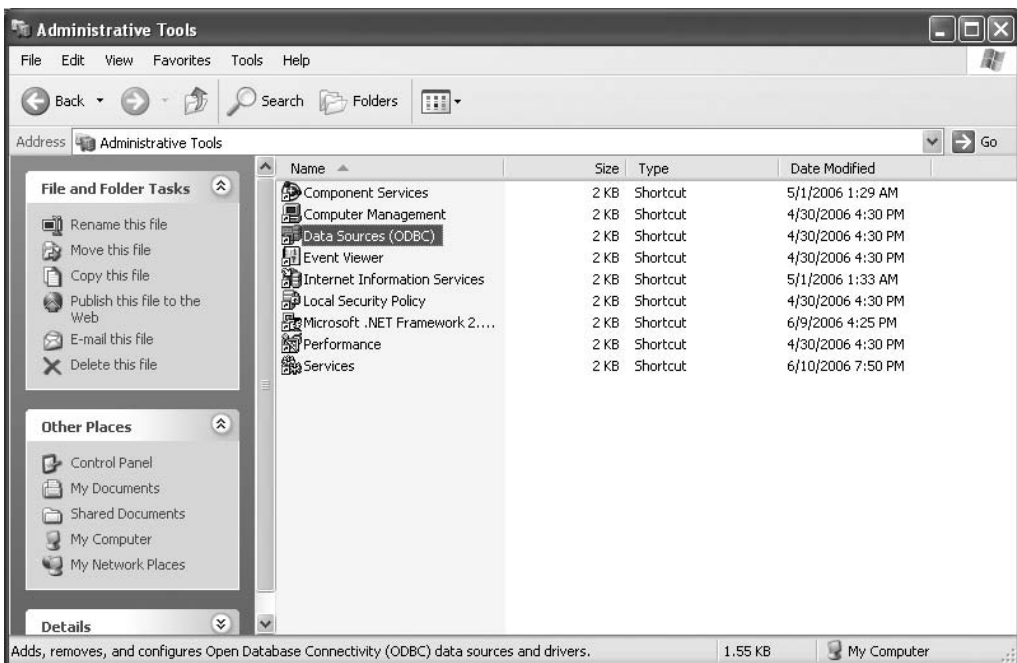 Administrative Tools
File Edit View Favorites Tools Help
Back Search Folders
Address Administrative Tools Go
File and Folder Tasks
Rename this file
Move this file
Copy this file
Publish this file to the
Web
E-mail this file
Delete this file
Other Places
Control Panel
My Documents
Shared Documents
My Computer
My Network Places
Details
Name Size Type Date Modified
Component Services 2 KB Shortcut 5/1/2006 1:29 AM
Computer Management 2 KB Shortcut 4/30/2006 4:30 PM
Data Sources (ODBC) 2 KB Shortcut 4/30/2006 4:30 PM
Event Viewer 2 KB Shortcut 4/30/2006 4:30 PM
Internet Information Services 2 KB Shortcut 5/1/2006 1:33 AM
Local Security Policy 2 KB Shortcut 4/30/2006 4:30 PM
Microsoft .NET Framework 2.... 2 KB Shortcut 6/9/2006 4:25 PM
Performance 2 KB Shortcut 4/30/2006 4:30 PM
Services 2 KB Shortcut 6/10/2006 7:50 PM
Adds, removes, and configures Open Database Connectivity (ODBC) data sources and drivers. 1.55 KB My Computer